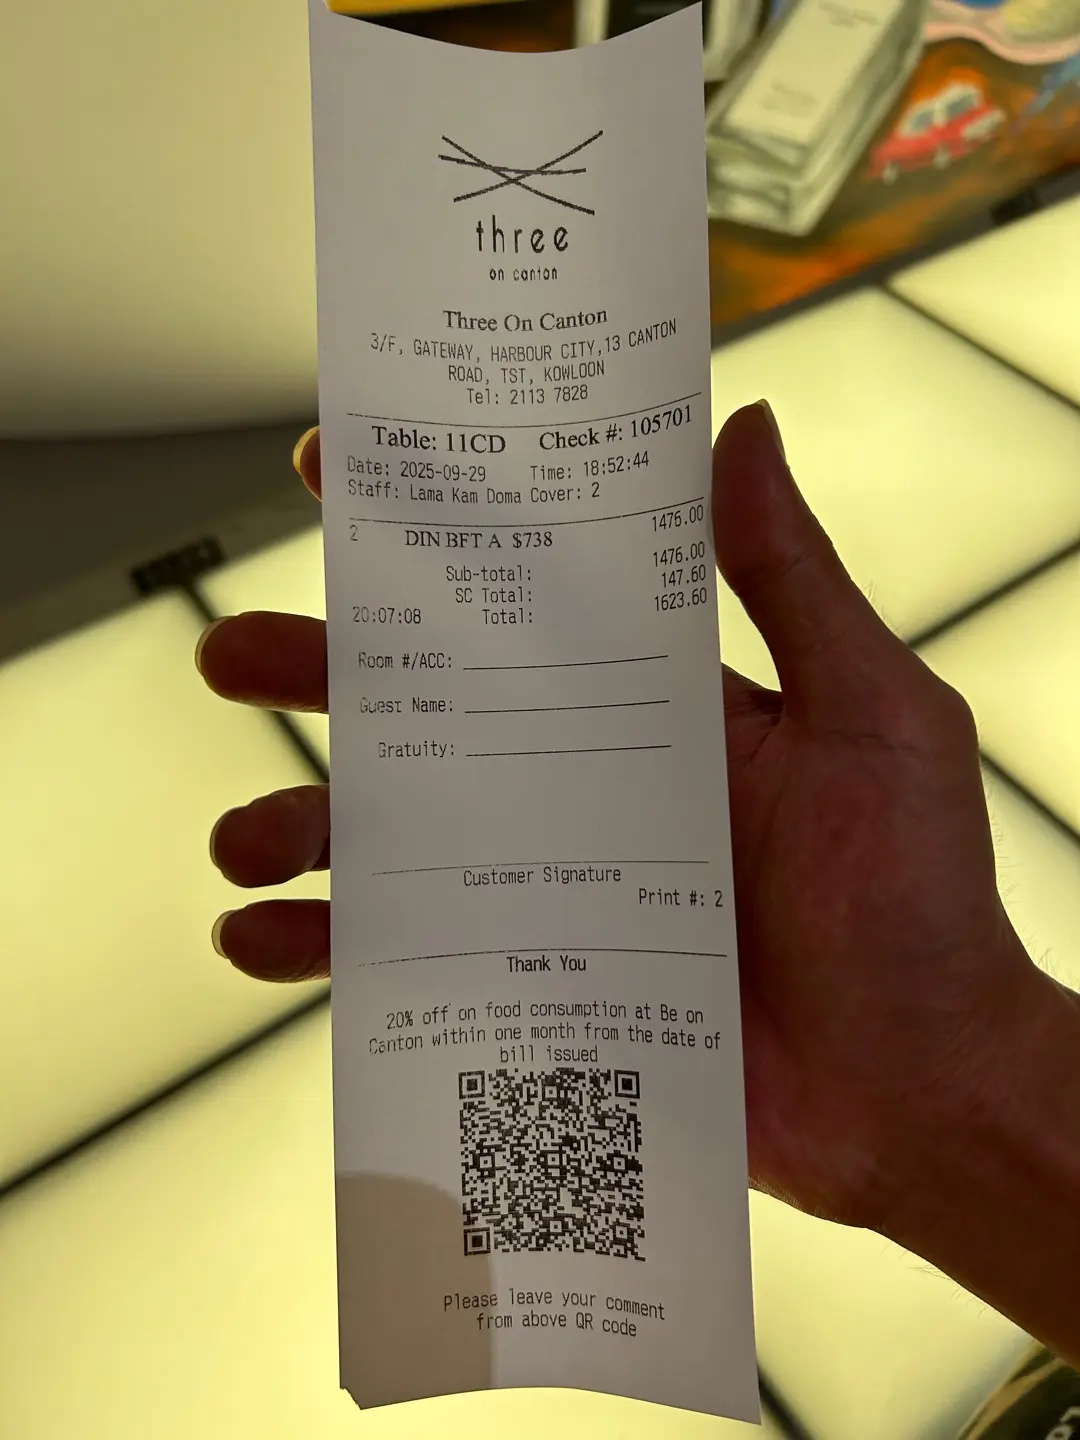 three
on canton
Three On Canton
3/F, GATEWAY, HARBOUR CITY,13 CANTON
ROAD, TST, KOWLOON
Tel: 2113 7828
Table: 11CD Check #: 105701
Date: 2025-09-29 Time: 18:52:44
Staff: Lama Kam Doma Cover: 2
2 DIN BFT A $738 1476.00
Sub-total: 1476.00
SC Total: 147.60
20:07:08 Total: 1623.60
Room #/ACC:
Guest Name:
Gratuity:
Customer Signature
Print #: 2
Thank You
20% off on food consumption at Be on
Canton within one month from the date of
bill issued
Please leave your comment
from above QR code